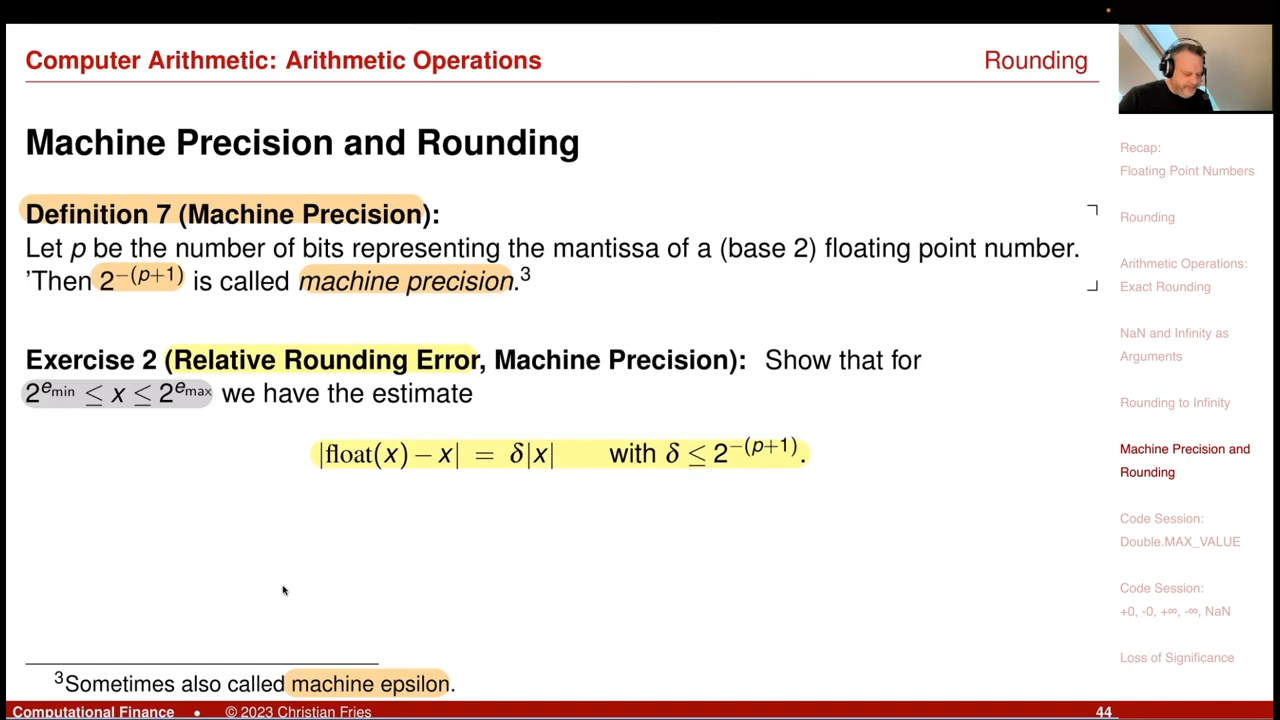 Computer Arithmetic: Arithmetic Operations
Rounding
Machine Precision and Rounding
Definition 7 (Machine Precision):
Let p be the number of bits representing the mantissa of a (base 2) floating point number.
'Then 2^{-(p+1)} is called machine precision.³
Exercise 2 (Relative Rounding Error, Machine Precision): Show that for
2^{e_min} ≤ x ≤ 2^{e_max} we have the estimate
|float(x) − x| = δ|x| with δ ≤ 2^{−(p+1)}.
³Sometimes also called machine epsilon.
Computational Finance • © 2023 Christian Fries 44
Recap:
Floating Point Numbers
Rounding
Arithmetic Operations:
Exact Rounding
NaN and Infinity as
Arguments
Rounding to Infinity
Machine Precision and
Rounding
Code Session:
Double.MAX_VALUE
Code Session:
+0, -0, +∞, -∞, NaN
Loss of Significance